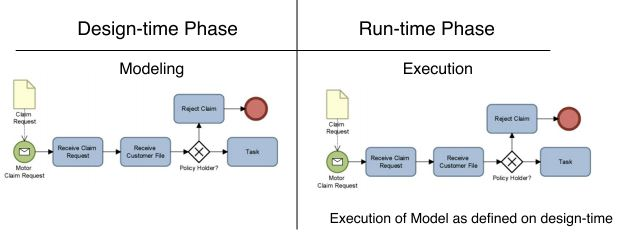 Design-time Phase
Run-time Phase
Modeling
Execution
Claim
Request
Reject Claim
Motor
Claim Request
Receive Claim
Request
Receive
Customer File
Policy Holder?
Task
Claim
Request
Reject Claim
Motor
Claim Request
Receive Claim
Request
Receive
Customer File
Policy Holder?
Task
Execution of Model as defined on design-time